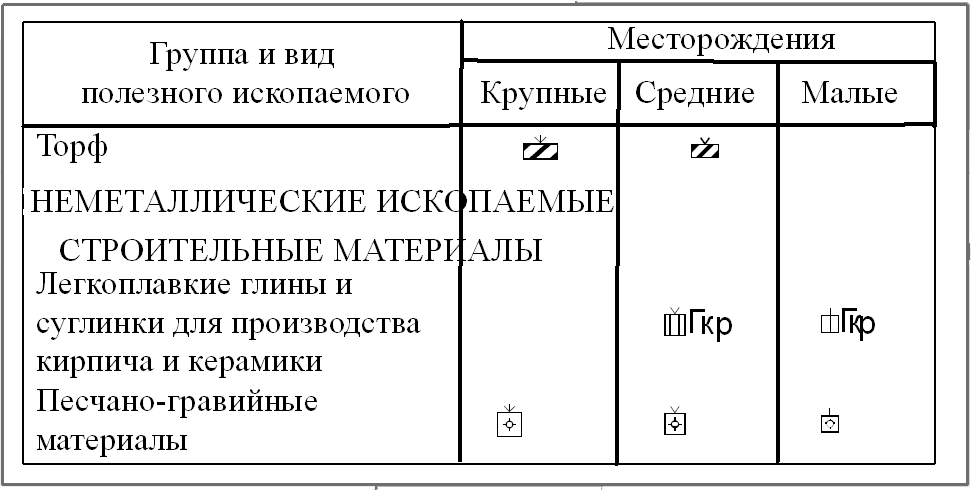 Группа и вид
полезного ископаемого
Месторождения
Крупные Средние Малые
Торф
НЕМЕТАЛЛИЧЕСКИЕ ИСКОПАЕМЫЕ
СТРОИТЕЛЬНЫЕ МАТЕРИАЛЫ
Легкоплавкие глины и
суглинки для производства
кирпича и керамики
Гкр Гкр
Песчано-гравийные
материалы